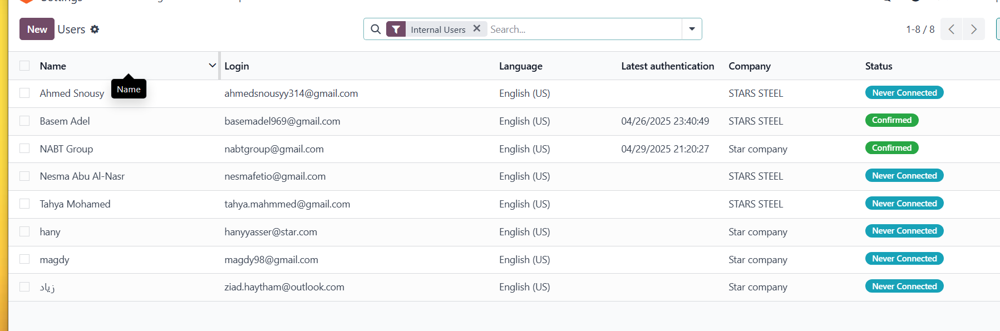 Settings
New Users Internal Users Search... 1-8 / 8
Name Login Language Latest authentication Company Status
Name
Ahmed Snousy ahmedsnousyy314@gmail.com English (US) STARS STEEL Never Connected
Basem Adel basemadel969@gmail.com English (US) 04/26/2025 23:40:49 STARS STEEL Confirmed
NABT Group nabtgroup@gmail.com English (US) 04/29/2025 21:20:27 Star company Confirmed
Nesma Abu Al-Nasr nesmafetio@gmail.com English (US) STARS STEEL Never Connected
Tahya Mohamed tahya.mahmmed@gmail.com English (US) STARS STEEL Never Connected
hany hanyyasser@star.com English (US) Star company Never Connected
magdy magdy98@gmail.com English (US) Star company Never Connected
زياد ziad.haytham@outlook.com English (US) Star company Never Connected